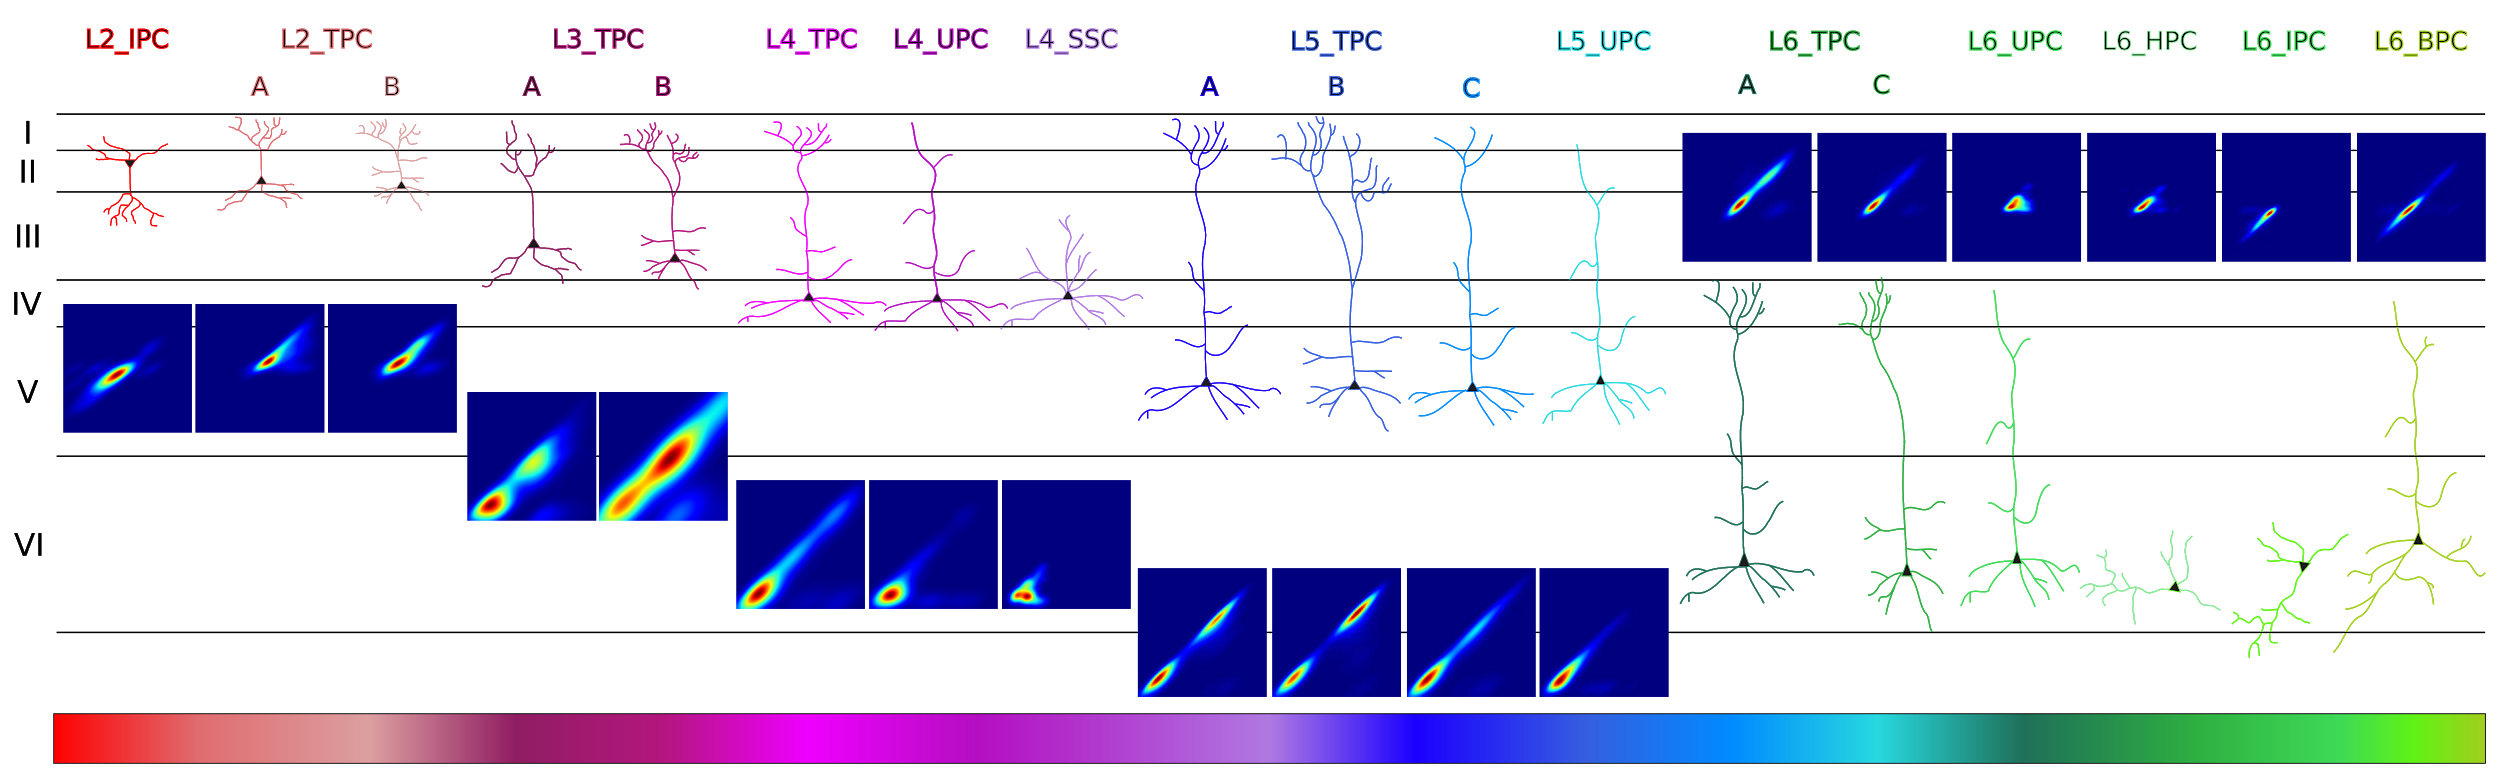 L2_IPC L2_TPC L3_TPC L4_TPC L4_UPC L4_SSC L5_TPC L5_UPC L6_TPC L6_UPC L6_HPC L6_IPC L6_BPC
A B A B A B C A C
I
II
III
IV
V
VI